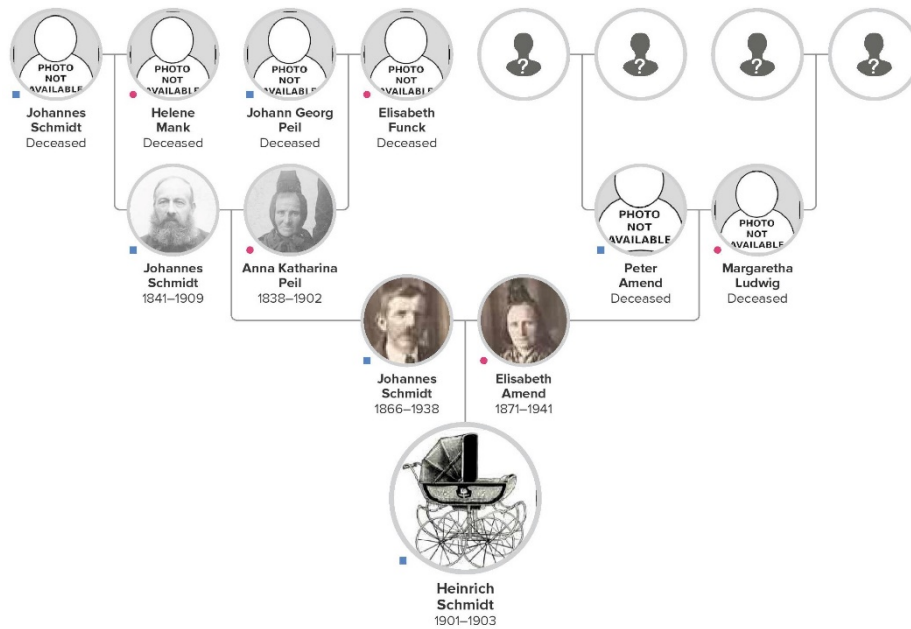 PHOTO
NOT
AVAILABLE
Johannes
Schmidt
Deceased
PHOTO
NOT
AVAILABLE
Helene
Mank
Deceased
PHOTO
NOT
AVAILABLE
Johann Georg
Peil
Deceased
PHOTO
NOT
AVAILABLE
Elisabeth
Funck
Deceased
?
?
?
?
Johannes
Schmidt
1841–1909
Anna Katharina
Peil
1838–1902
PHOTO
NOT
AVAILABLE
Peter
Amend
Deceased
PHOTO
NOT
AVAILABLE
Margaretha
Ludwig
Deceased
Johannes
Schmidt
1866–1938
Elisabeth
Amend
1871–1941
Heinrich
Schmidt
1901–1903